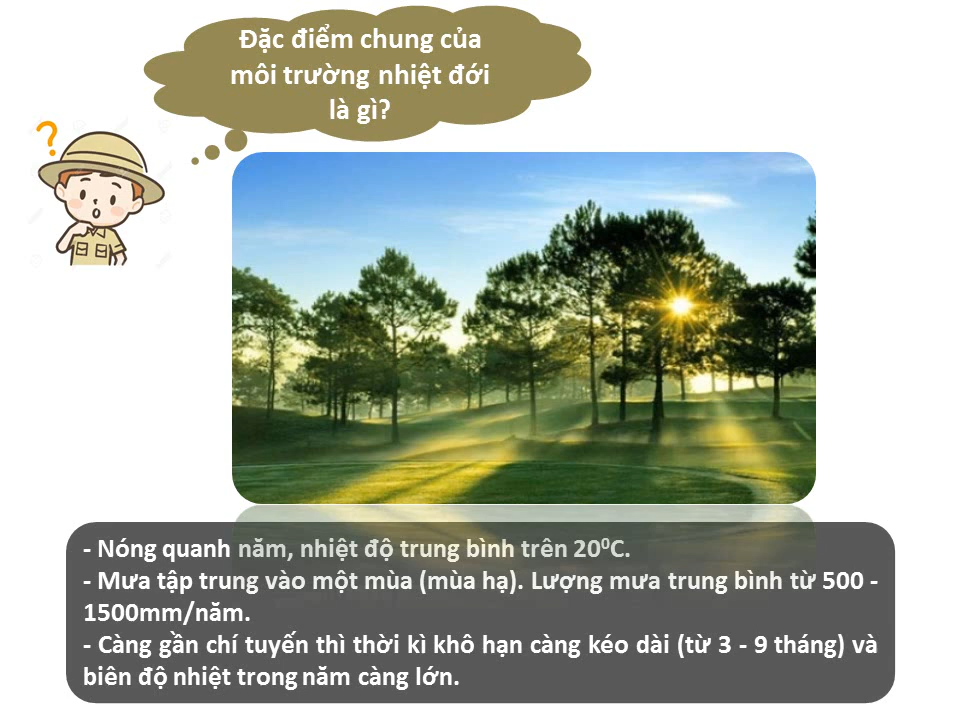 Đặc điểm chung của
môi trường nhiệt đới
là gì?
?
- Nóng quanh năm, nhiệt độ trung bình trên 20⁰C.
- Mưa tập trung vào một mùa (mùa hạ). Lượng mưa trung bình từ 500 -
1500mm/năm.
- Càng gần chí tuyến thì thời kì khô hạn càng kéo dài (từ 3 - 9 tháng) và
biên độ nhiệt trong năm càng lớn.